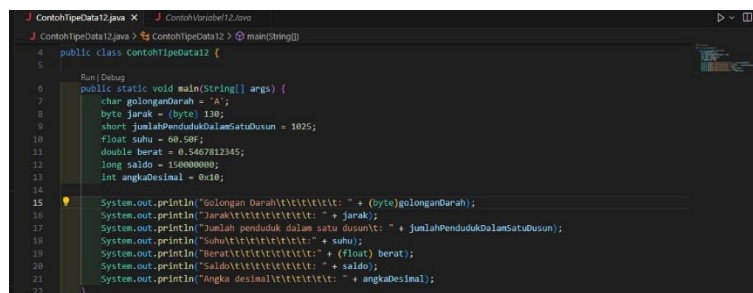 ContohTipeData12.java X ContohVariabel12.Java
ContohTipeData12.java > ContohTipeData12 > main(String[])
4 public class ContohTipeData12 {
5
Run | Debug
6 public static void main(String[] args) {
7 char golonganDarah = 'A';
8 byte jarak = (byte) 130;
9 short jumlahPendudukDalamSatuDusun = 1025;
10 float suhu = 60.50F;
11 double berat = 0.5467812345;
12 long saldo = 150000000;
13 int angkaDesimal = 0x10;
14
15 System.out.println("Golongan Darah\t\t\t\t\t\t: " + (byte)golonganDarah);
16 System.out.println("Jarak\t\t\t\t\t\t\t: " + jarak);
17 System.out.println("Jumlah penduduk dalam satu dusun\t: " + jumlahPendudukDalamSatuDusun);
18 System.out.println("Suhu\t\t\t\t\t\t\t:" + suhu);
19 System.out.println("Berat\t\t\t\t\t\t\t:" + (float) berat);
20 System.out.println("Saldo\t\t\t\t\t\t\t: " + saldo);
21 System.out.println("Angka desimal\t\t\t\t\t\t: " + angkaDesimal);
22 }